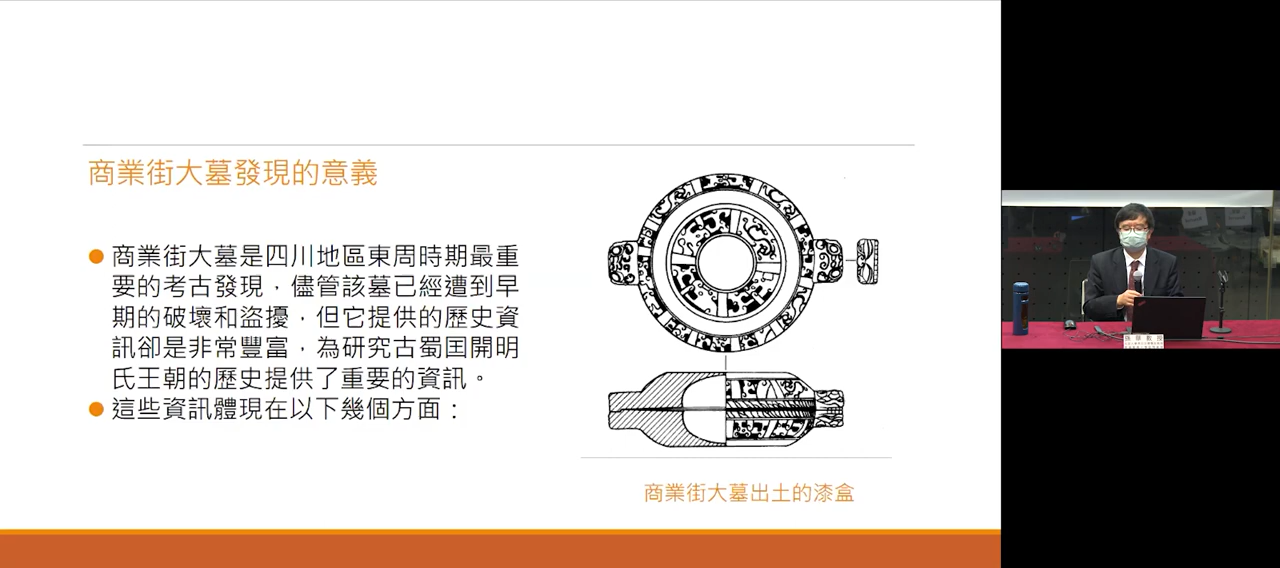 商業街大墓發現的意義
商業街大墓是四川地區東周時期最重
要的考古發現，儘管該墓已經遭到早
期的破壞和盜擾，但它提供的歷史資
訊卻是非常豐富，為研究古蜀国開明
氏王朝的歷史提供了重要的資訊。
這些資訊體現在以下幾個方面：
商業街大墓出土的漆盒